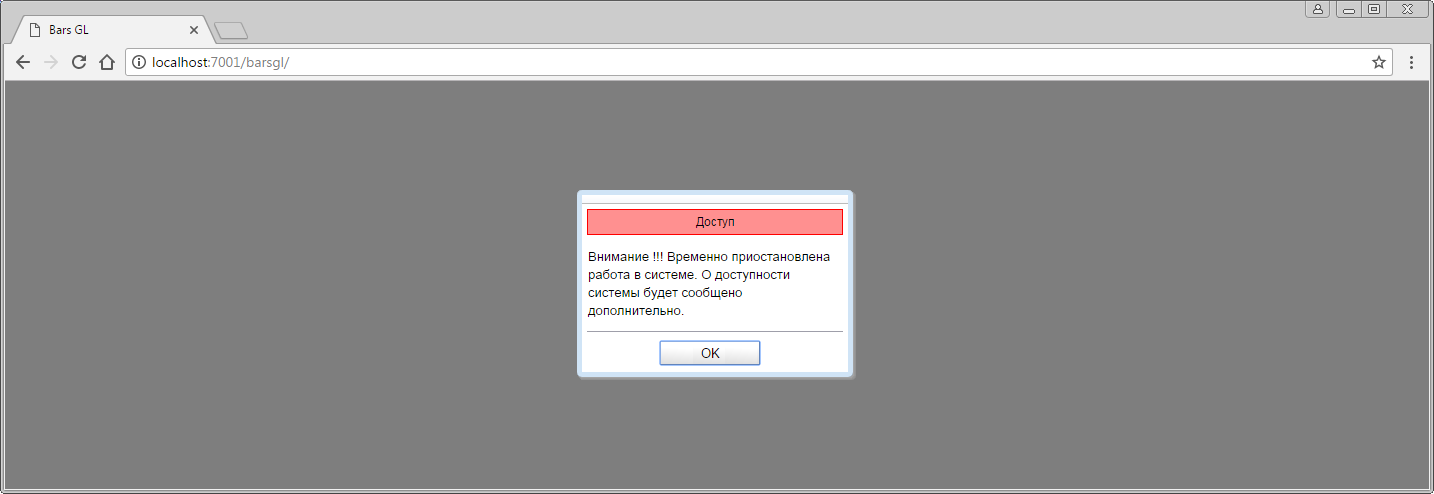 Bars GL
localhost:7001/barsgl/
Доступ
Внимание !!! Временно приостановлена
работа в системе. О доступности
системы будет сообщено
дополнительно.
OK